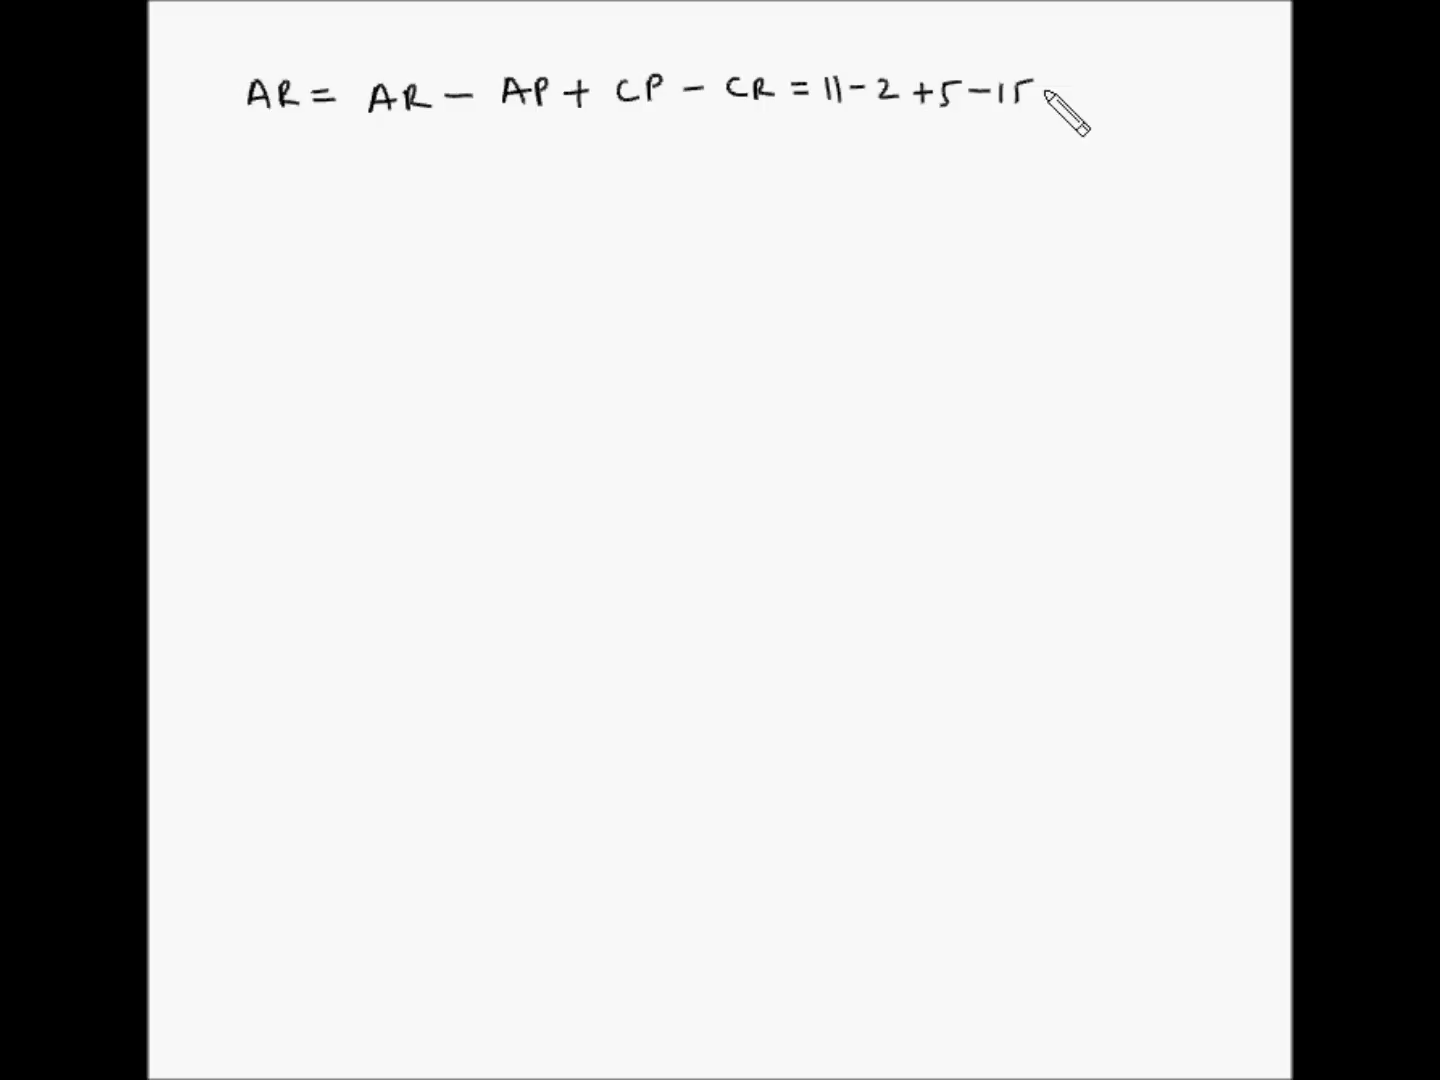 AR = AR - AP + CP - CR = 11 - 2 + 5 - 15